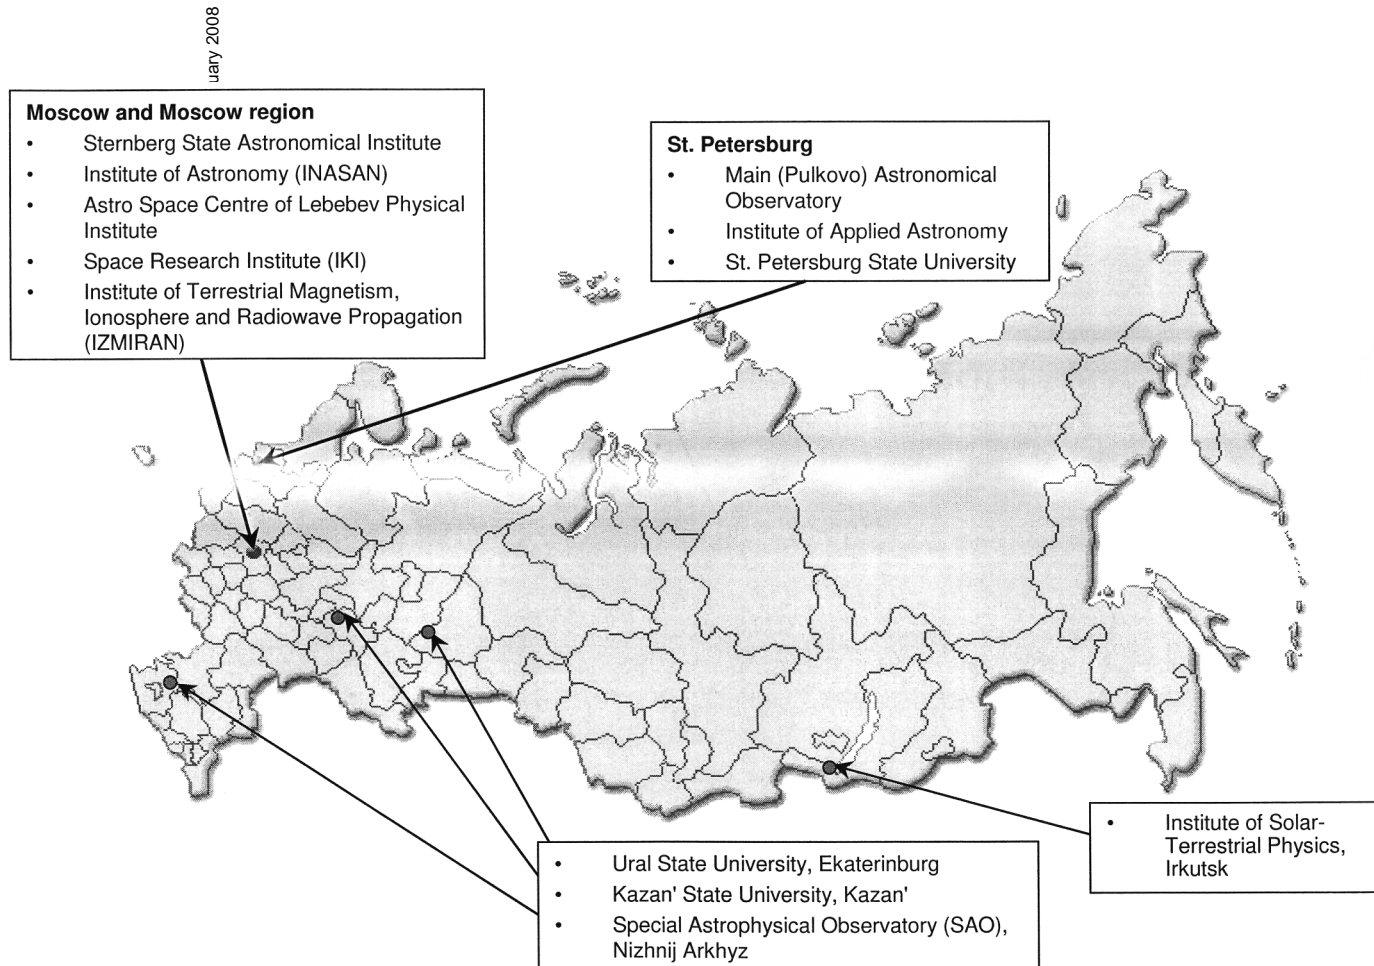 uary 2008
Moscow and Moscow region
• Sternberg State Astronomical Institute
• Institute of Astronomy (INASAN)
• Astro Space Centre of Lebebev Physical
Institute
• Space Research Institute (IKI)
• Institute of Terrestrial Magnetism,
Ionosphere and Radiowave Propagation
(IZMIRAN)
St. Petersburg
• Main (Pulkovo) Astronomical
Observatory
• Institute of Applied Astronomy
• St. Petersburg State University
• Ural State University, Ekaterinburg
• Kazan' State University, Kazan'
• Special Astrophysical Observatory (SAO),
Nizhnij Arkhyz
• Institute of Solar-
Terrestrial Physics,
Irkutsk